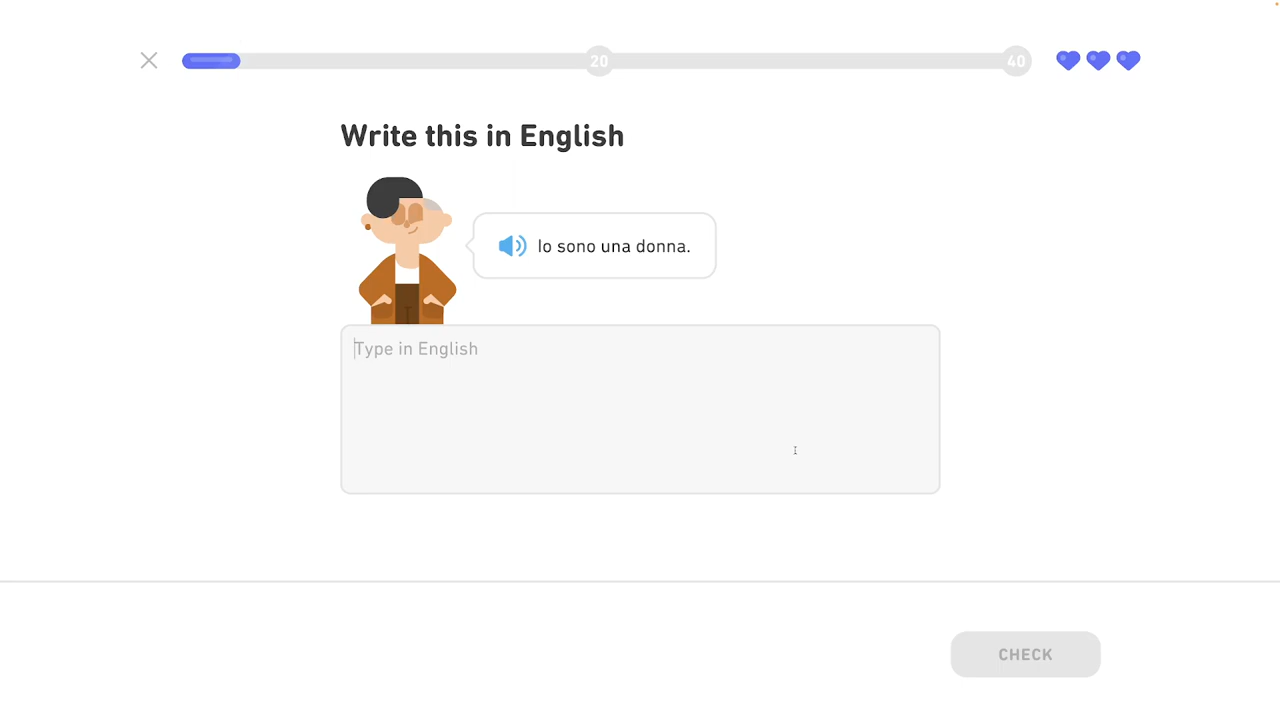 20
40
Write this in English
Io sono una donna.
Type in English
CHECK